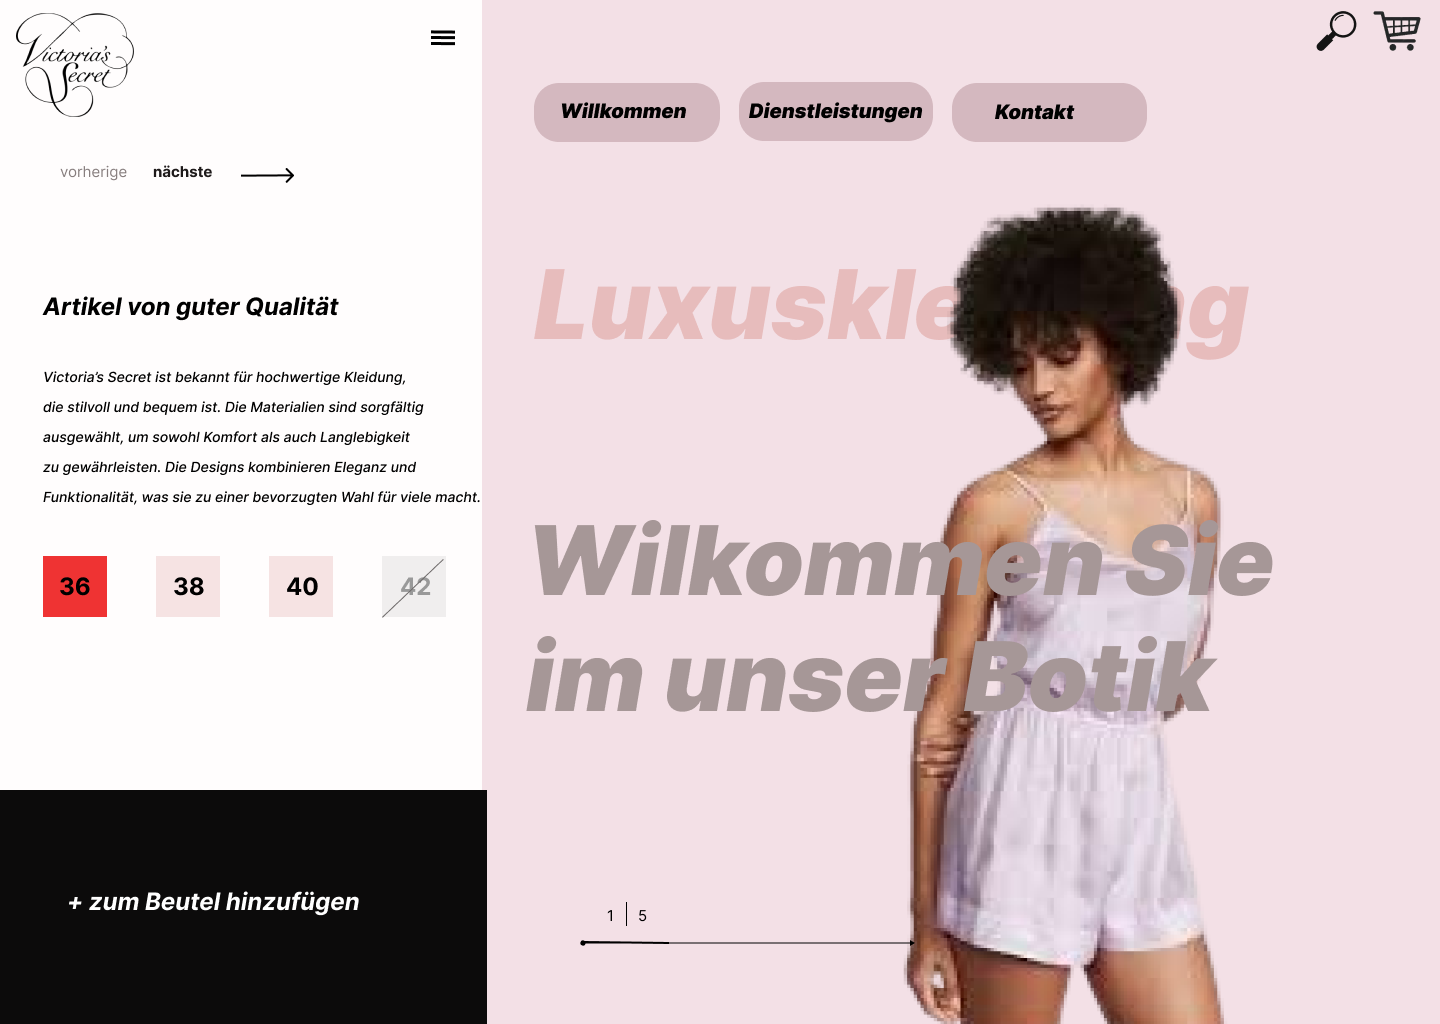 Victoria's
Secret
vorherige nächste
Artikel von guter Qualität
Victoria's Secret ist bekannt für hochwertige Kleidung,
die stilvoll und bequem ist. Die Materialien sind sorgfältig
ausgewählt, um sowohl Komfort als auch Langlebigkeit
zu gewährleisten. Die Designs kombinieren Eleganz und
Funktionalität, was sie zu einer bevorzugten Wahl für viele macht.
36 38 40 42
+ zum Beutel hinzufügen
Willkommen Dienstleistungen Kontakt
Luxuskleidung
Wilkommen Sie
im unser Botik
1 5